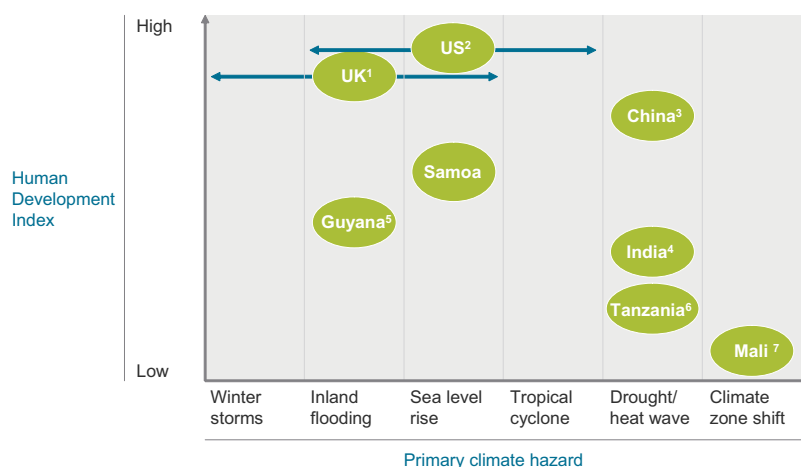 High
US²
UK¹
China³
Human
Development
Index
Samoa
Guyana⁵
India⁴
Tanzania⁶
Mali ⁷
Low
Winter
storms
Inland
flooding
Sea level
rise
Tropical
cyclone
Drought/
heat wave
Climate
zone shift
Primary climate hazard